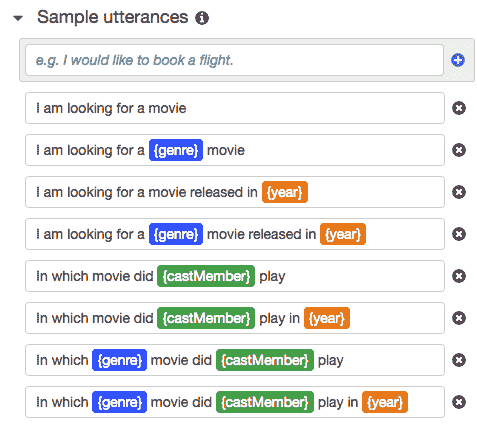 Sample utterances
e.g. I would like to book a flight.
I am looking for a movie
I am looking for a {genre} movie
I am looking for a movie released in {year}
I am looking for a {genre} movie released in {year}
In which movie did {castMember} play
In which movie did {castMember} play in {year}
In which {genre} movie did {castMember} play
In which {genre} movie did {castMember} play in {year}